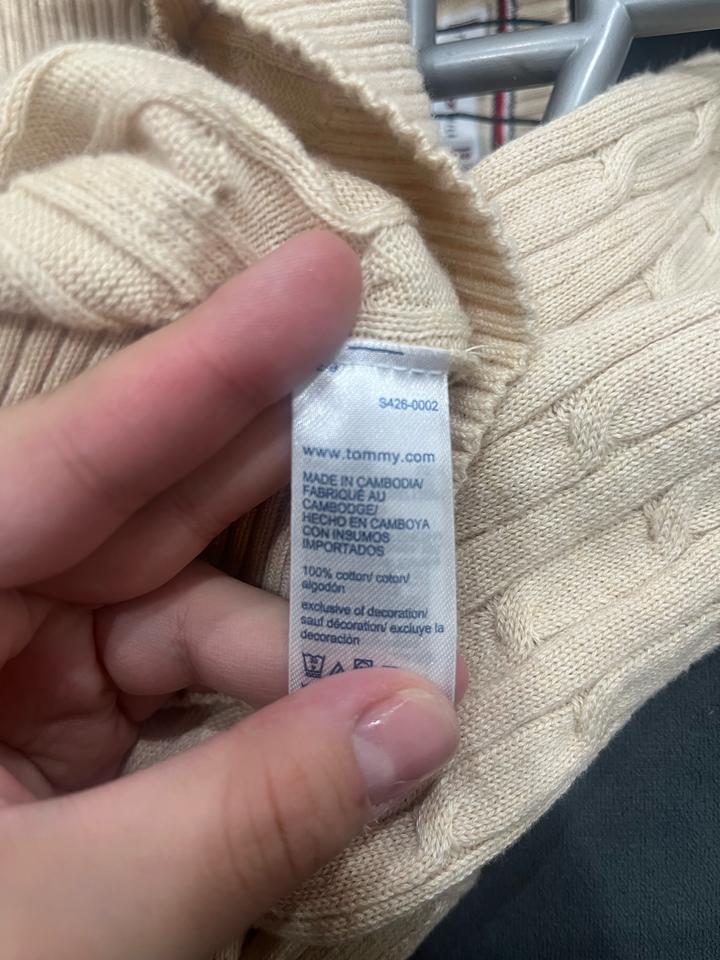 S426-0002
www.tommy.com
MADE IN CAMBODIA/
FABRIQUÉ AU
CAMBODGE/
HECHO EN CAMBOYA
CON INSUMOS
IMPORTADOS
100% cotton/ coton/
algodón
exclusive of decoration/
sauf décoration/ excluye la
decoración